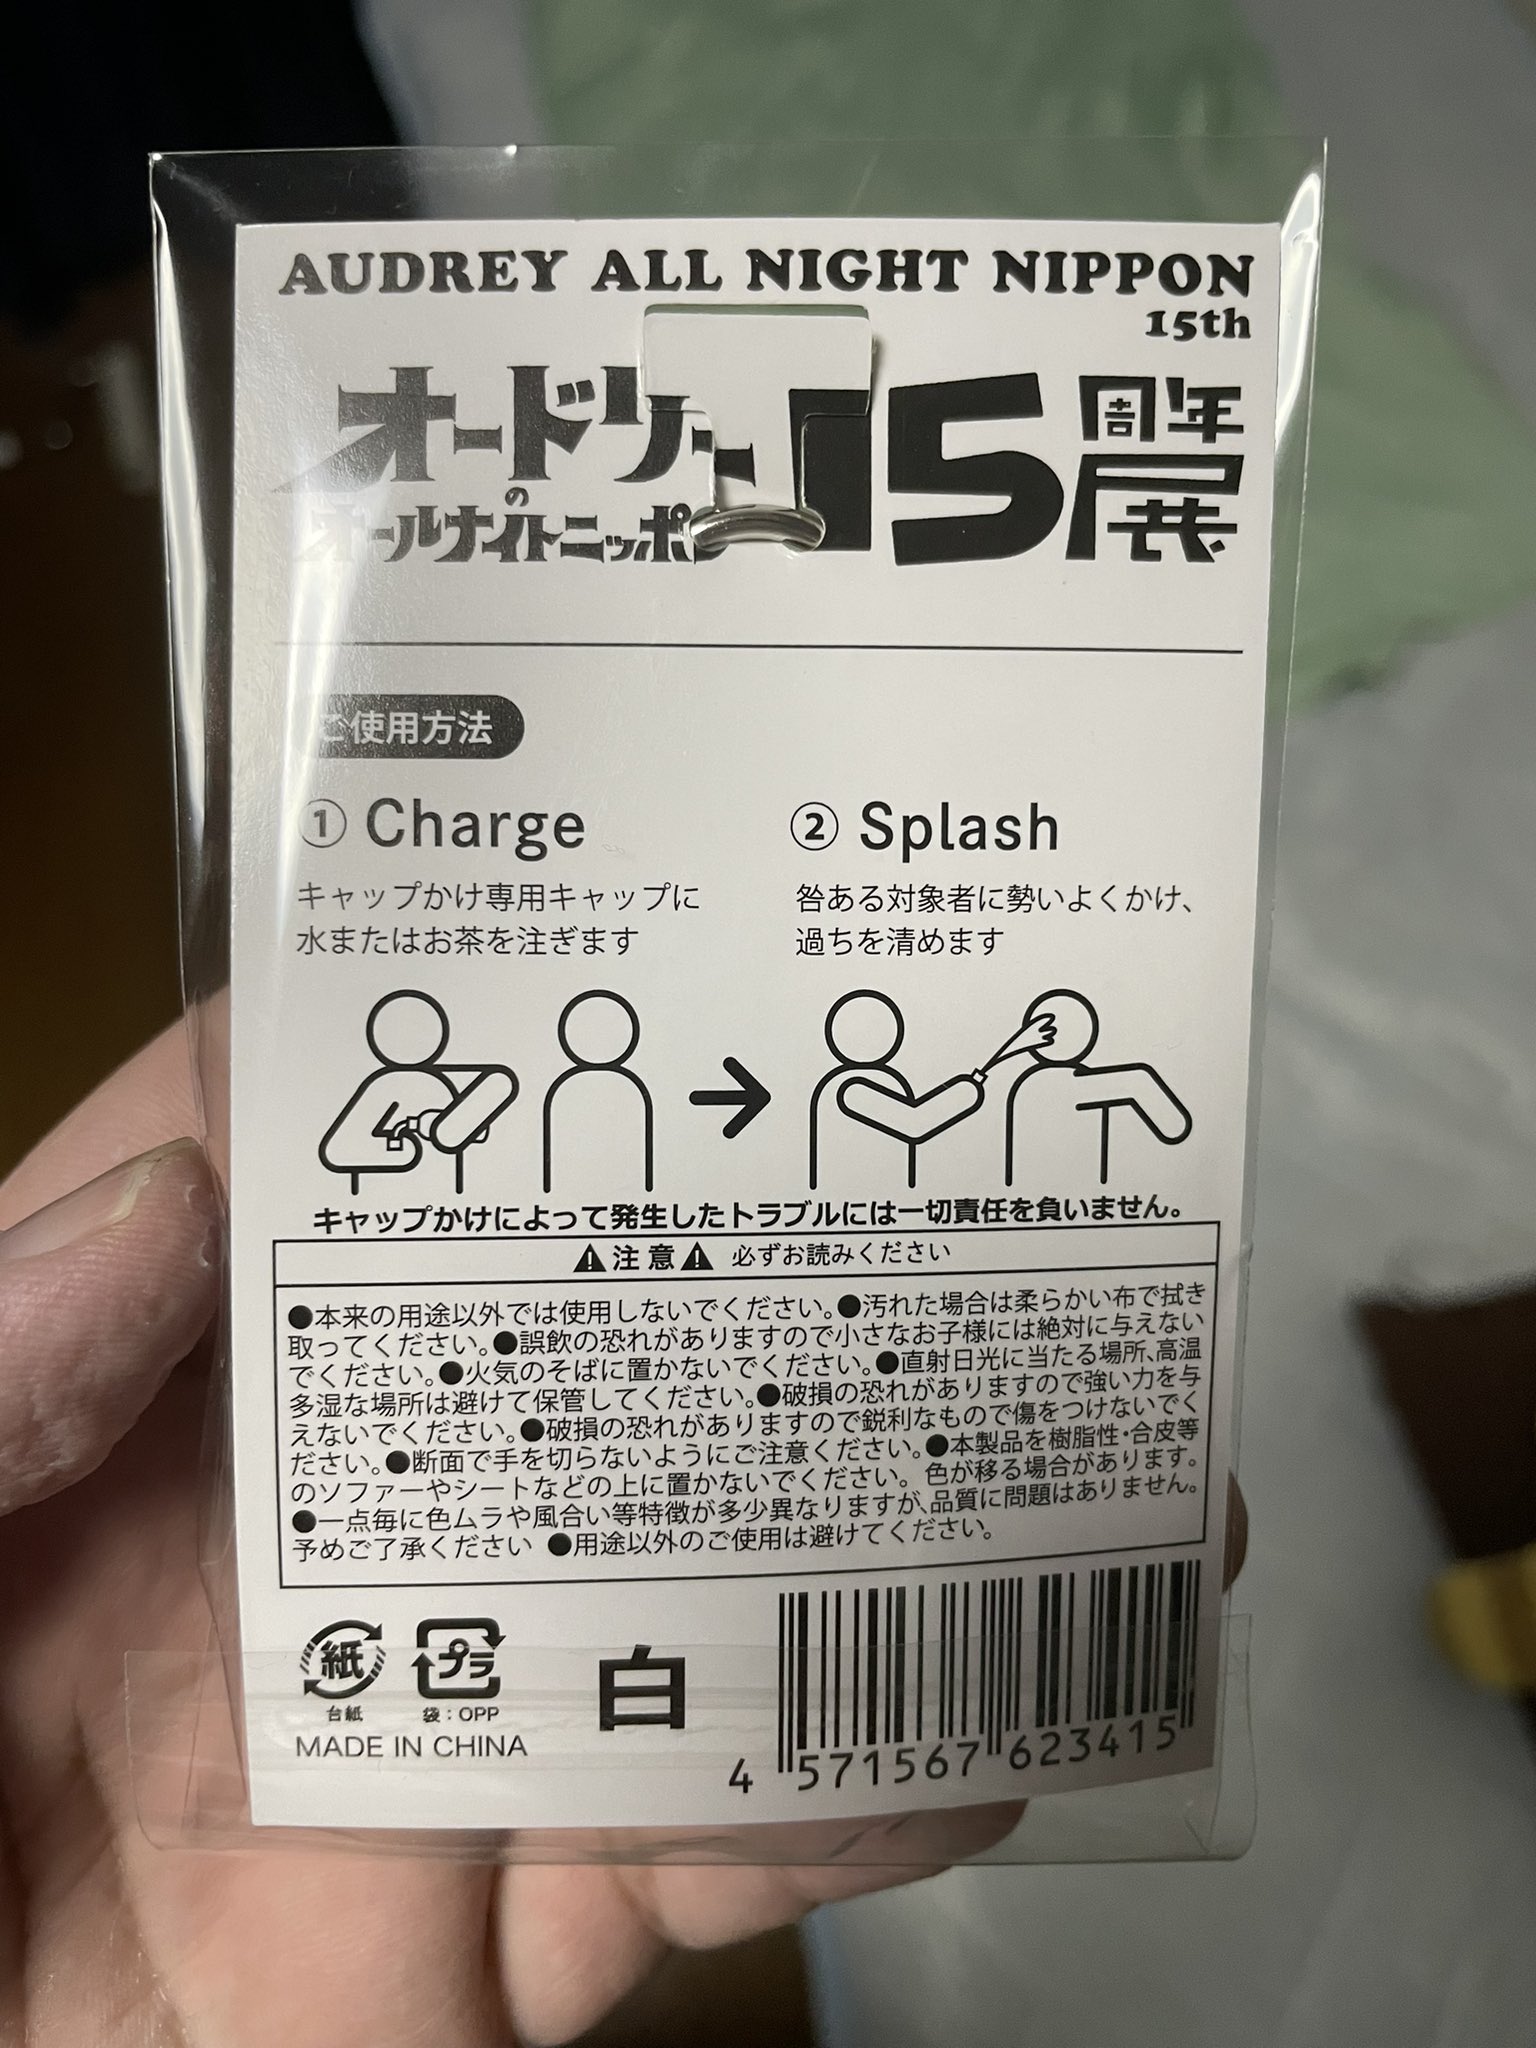 AUDREY ALL NIGHT NIPPON
15th
オードリー
の
オールナイトニッポ
15
周年
展
ご使用方法
① Charge
キャップかけ専用キャップに
水またはお茶を注ぎます
② Splash
咎ある対象者に勢いよくかけ、
過ちを清めます
キャップかけによって発生したトラブルには一切責任を負いません。
注意 必ずお読みください
●本来の用途以外では使用しないでください。●汚れた場合は柔らかい布で拭き
取ってください。●誤飲の恐れがありますので小さなお子様には絶対に与えない
でください。●火気のそばに置かないでください。●直射日光に当たる場所、高温
多湿な場所は避けて保管してください。●破損の恐れがありますので強い力を与
えないでください。●破損の恐れがありますので鋭利なもので傷をつけないでく
ださい。●断面で手を切らないようにご注意ください。●本製品を樹脂性・合皮等
のソファーやシートなどの上に置かないでください。 色が移る場合があります。
●一点毎に色ムラや風合い等特徴が多少異なりますが、品質に問題はありません。
予めご了承ください ●用途以外のご使用は避けてください。
紙
台紙
プラ
袋：OPP
MADE IN CHINA
白
4 571567 623415